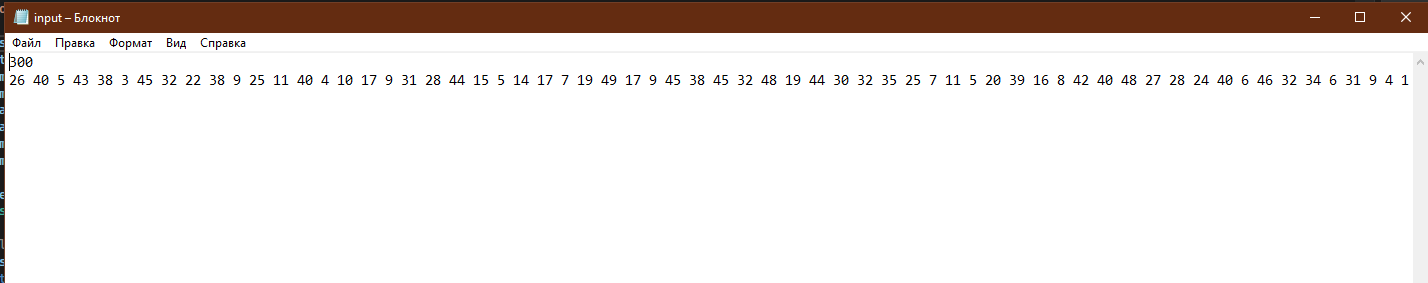 input – Блокнот
Файл Правка Формат Вид Справка
300
26 40 5 43 38 3 45 32 22 38 9 25 11 40 4 10 17 9 31 28 44 15 5 14 17 7 19 49 17 9 45 38 45 32 48 19 44 30 32 35 25 7 11 5 20 39 16 8 42 40 48 27 28 24 40 6 46 32 34 6 31 9 4 1